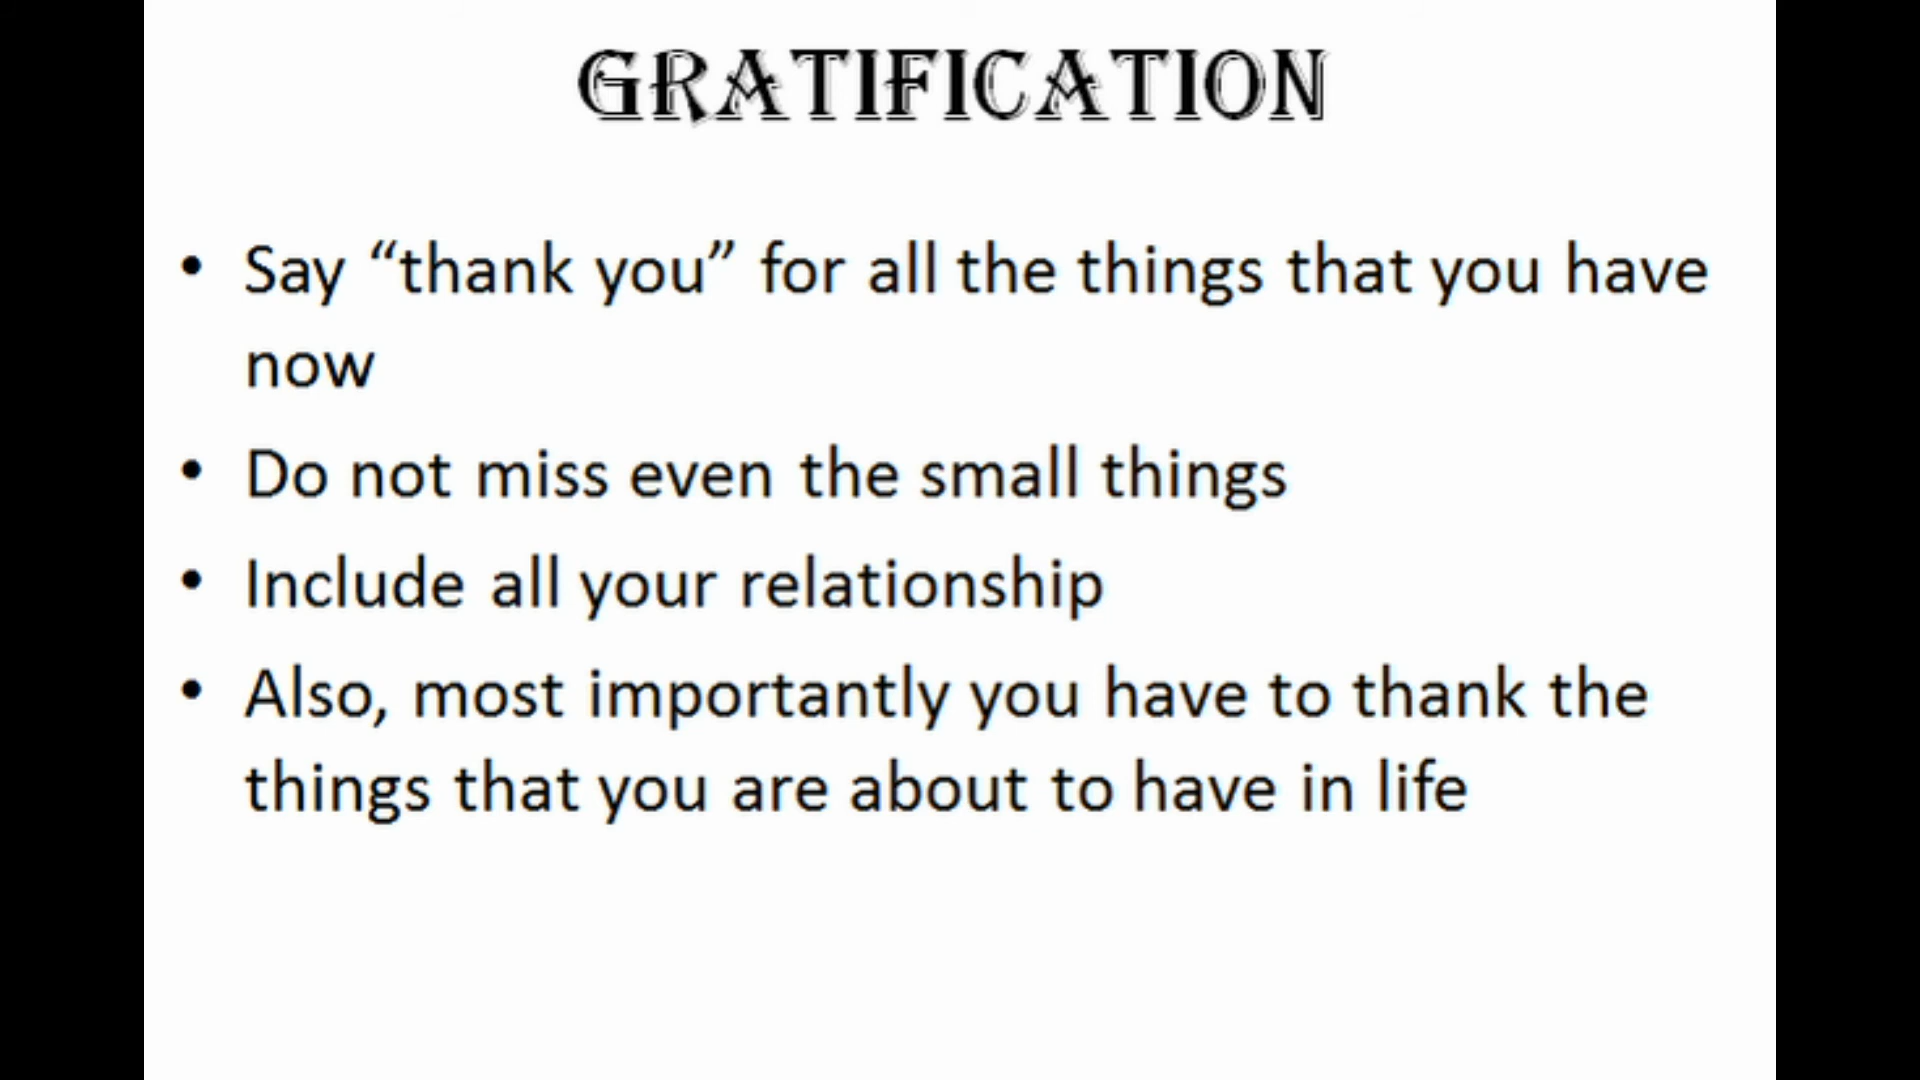 GRATIFICATION
• Say “thank you” for all the things that you have
now
• Do not miss even the small things
• Include all your relationship
• Also, most importantly you have to thank the
things that you are about to have in life